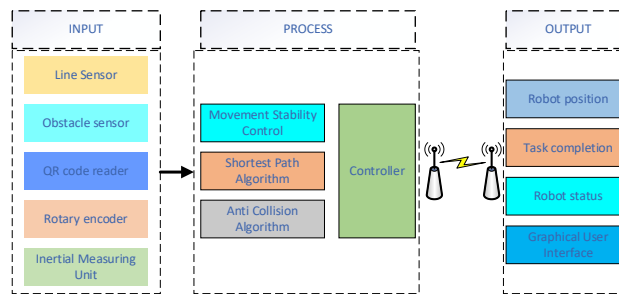 INPUT
PROCESS
OUTPUT
Line Sensor
Obstacle sensor
QR code reader
Rotary encoder
Inertial Measuring
Unit
Movement Stability
Control
Shortest Path
Algorithm
Anti Collision
Algorithm
Controller
Robot position
Task completion
Robot status
Graphical User
Interface